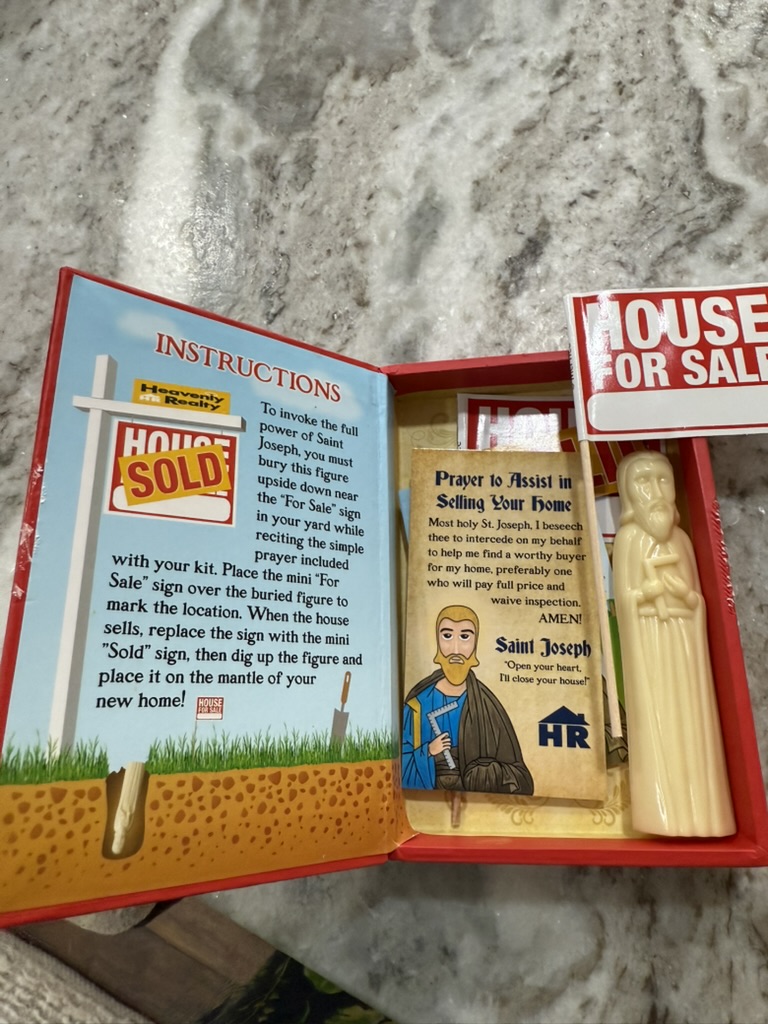 INSTRUCTIONS
Heavenly
Realty
HOUSE
SOLD
To invoke the full
power of Saint
Joseph, you must
bury this figure
upside down near
the “For Sale” sign
in your yard while
reciting the simple
prayer included
with your kit. Place the mini “For
Sale” sign over the buried figure to
mark the location. When the house
sells, replace the sign with the mini
”Sold” sign, then dig up the figure and
place it on the mantle of your
new home!
HOUSE
FOR SALE
HOUSE
FOR SALE
Prayer to Assist in
Selling Your Home
Most holy St. Joseph, I beseech
thee to intercede on my behalf
to help me find a worthy buyer
for my home, preferably one
who will pay full price and
waive inspection.
AMEN!
Saint Joseph
“Open your heart,
I'll close your house!”
HR